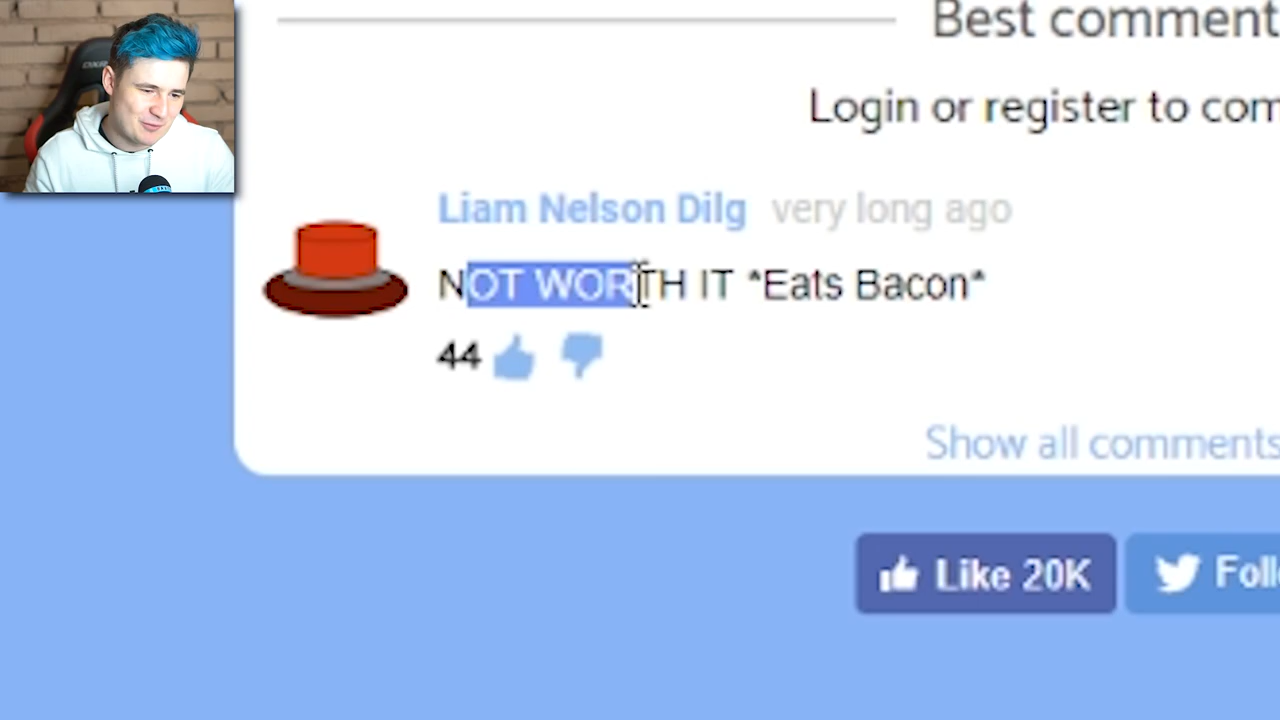 Best comment
Login or register to com
Liam Nelson Dilg very long ago
NOT WORTH IT *Eats Bacon*
44
Show all comments
Like 20K
Foll